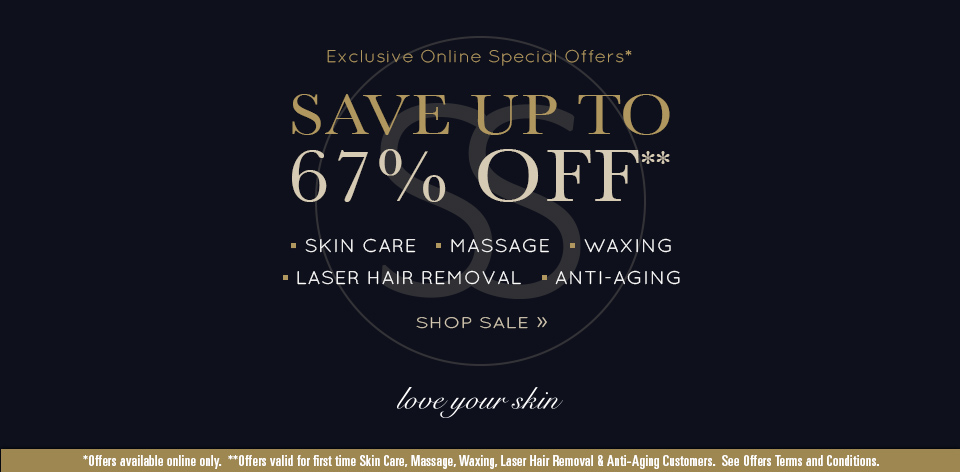 Exclusive Online Special Offers*
SAVE UP TO
67% OFF**
▪ SKIN CARE ▪ MASSAGE ▪ WAXING
▪ LASER HAIR REMOVAL ▪ ANTI-AGING
SHOP SALE »
SS
love your skin
*Offers available online only. **Offers valid for first time Skin Care, Massage, Waxing, Laser Hair Removal & Anti-Aging Customers. See Offers Terms and Conditions.